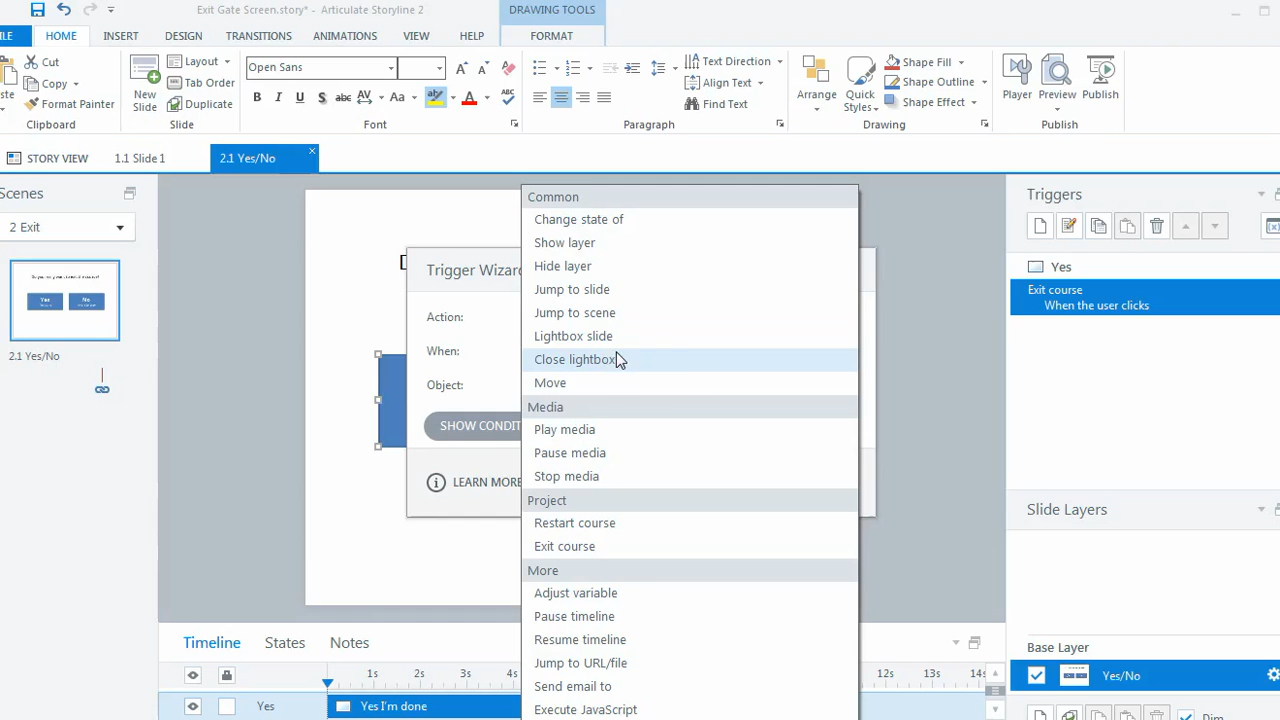 Exit Gate Screen.story* - Articulate Storyline 2
DRAWING TOOLS
HOME INSERT DESIGN TRANSITIONS ANIMATIONS VIEW HELP FORMAT
Cut
Copy
Format Painter
Clipboard
New
Slide
Layout
Tab Order
Duplicate
Slide
Open Sans
B I U S abc AV Aa A
Font
Text Direction
Align Text
Find Text
Paragraph
Arrange
Quick
Styles
Shape Fill
Shape Outline
Shape Effect
Drawing
Player
Preview
Publish
Publish
STORY VIEW
1.1 Slide 1
2.1 Yes/No
Scenes
2 Exit
Yes
No
2.1 Yes/No
Trigger Wizard
Action:
When:
Object:
SHOW CONDIT
LEARN MORE
Common
Change state of
Show layer
Hide layer
Jump to slide
Jump to scene
Lightbox slide
Close lightbox
Move
Media
Play media
Pause media
Stop media
Project
Restart course
Exit course
More
Adjust variable
Pause timeline
Resume timeline
Jump to URL/file
Send email to
Execute JavaScript
Triggers
Yes
Exit course
When the user clicks
Slide Layers
Base Layer
Yes/No
Dim
Timeline
States
Notes
1s 2s 3s 4s 12s 13s 14s
Yes
Yes I'm done